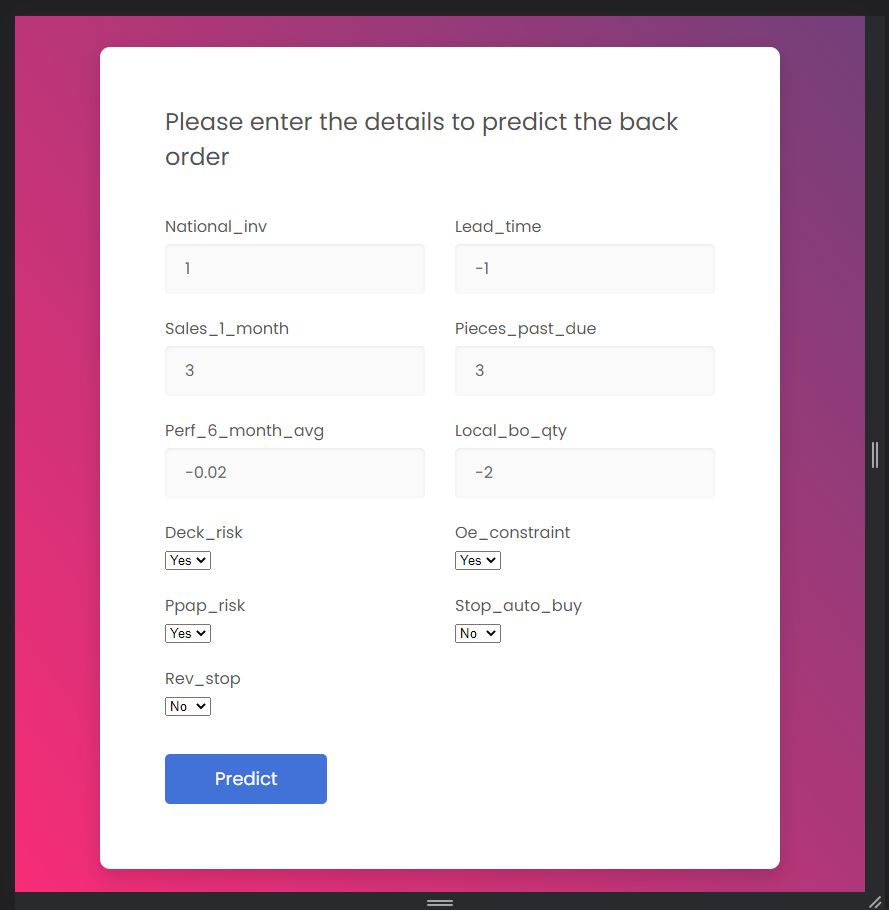 Please enter the details to predict the back
order
National_inv
Lead_time
1
-1
Sales_1_month
Pieces_past_due
3
3
Perf_6_month_avg
Local_bo_qty
-0.02
-2
Deck_risk
Oe_constraint
Yes
Yes
Ppap_risk
Stop_auto_buy
Yes
No
Rev_stop
No
Predict